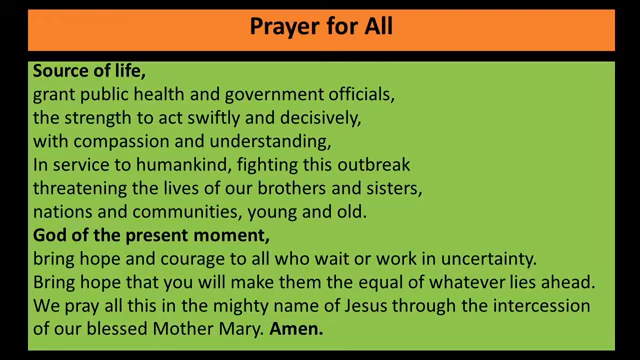 Prayer for All
Source of life,
grant public health and government officials,
the strength to act swiftly and decisively,
with compassion and understanding,
In service to humankind, fighting this outbreak
threatening the lives of our brothers and sisters,
nations and communities, young and old.
God of the present moment,
bring hope and courage to all who wait or work in uncertainty.
Bring hope that you will make them the equal of whatever lies ahead.
We pray all this in the mighty name of Jesus through the intercession
of our blessed Mother Mary. Amen.